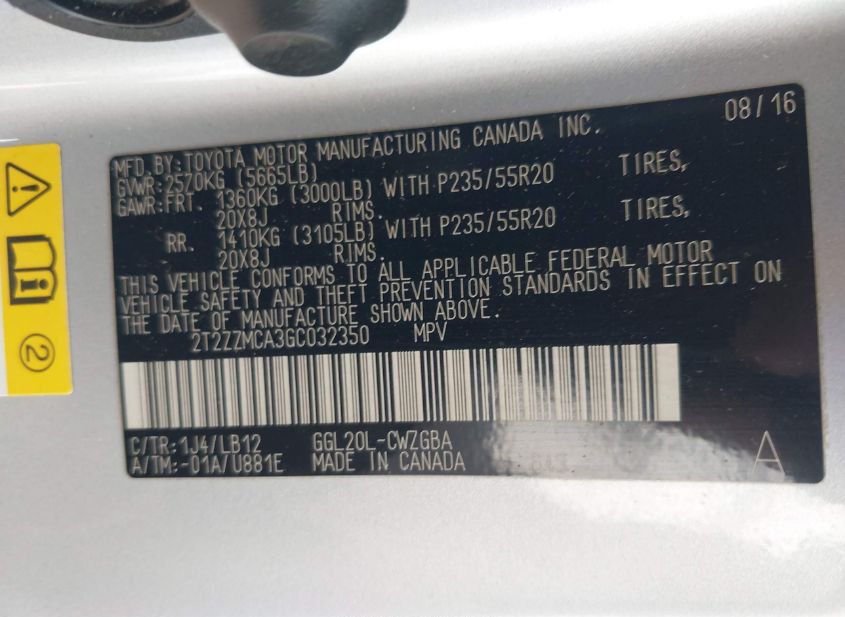 08/16
MFD.BY:TOYOTA MOTOR MANUFACTURING CANADA INC.
GVWR:2570KG (5665LB)
GAWR:FRT. 1360KG (3000LB) WITH P235/55R20 TIRES,
20X8J RIMS.
RR. 1410KG (3105LB) WITH P235/55R20 TIRES,
20X8J RIMS.
THIS VEHICLE CONFORMS TO ALL APPLICABLE FEDERAL MOTOR
VEHICLE SAFETY AND THEFT PREVENTION STANDARDS IN EFFECT ON
THE DATE OF MANUFACTURE SHOWN ABOVE.
2T2ZZMCA3GC032350 MPV
C/TR:1J4/LB12 GGL20L-CWZGBA
A/TM:-01A/U881E MADE IN CANADA
A
2